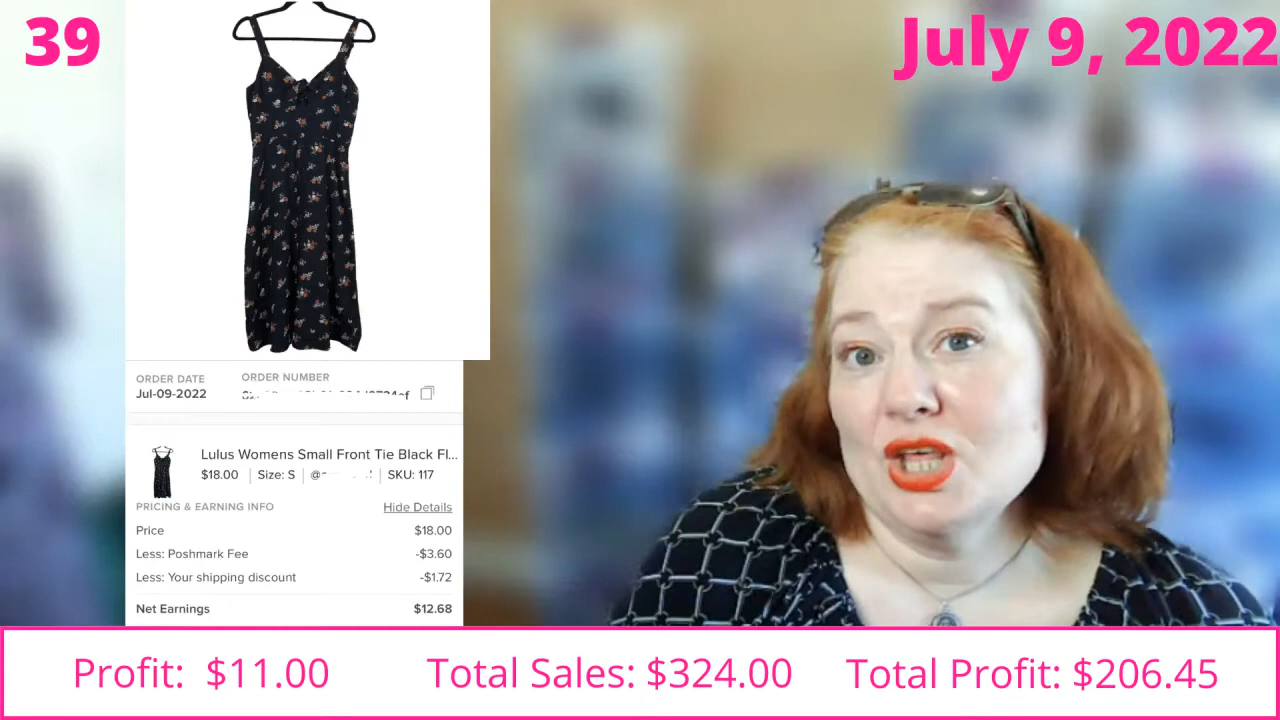 39
July 9, 2022
ORDER DATE
Jul-09-2022
ORDER NUMBER
Lulus Womens Small Front Tie Black Fl...
$18.00 | Size: S | SKU: 117
PRICING & EARNING INFO Hide Details
Price $18.00
Less: Poshmark Fee -$3.60
Less: Your shipping discount -$1.72
Net Earnings $12.68
Profit: $11.00 Total Sales: $324.00 Total Profit: $206.45